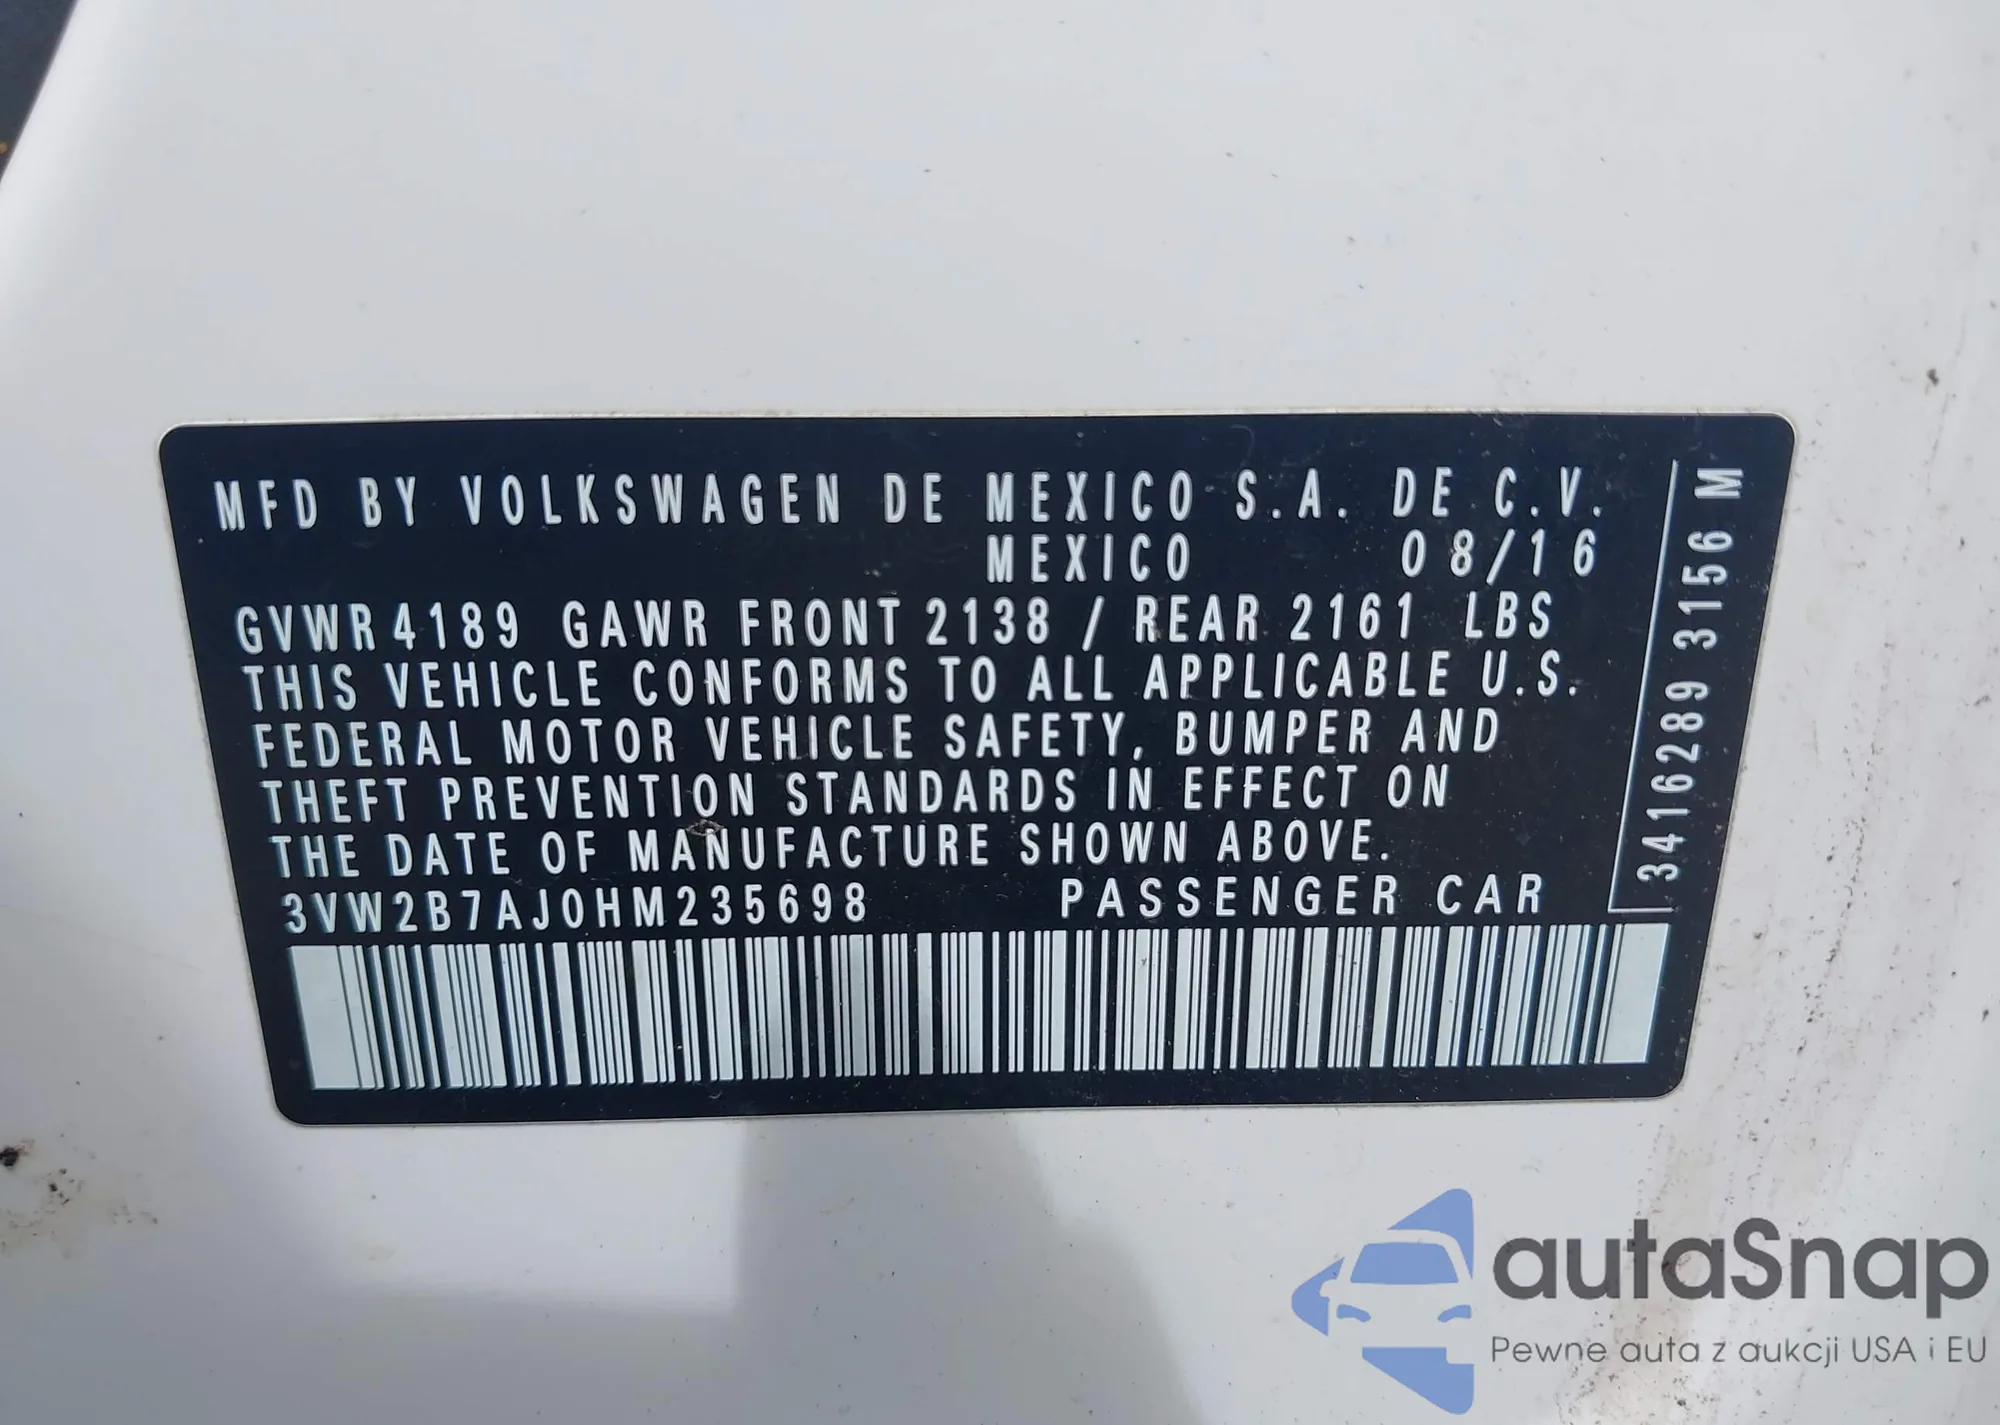 MFD BY VOLKSWAGEN DE MEXICO S.A. DE C.V.
MEXICO 08/16
GVWR 4189 GAWR FRONT 2138 / REAR 2161 LBS
THIS VEHICLE CONFORMS TO ALL APPLICABLE U.S.
FEDERAL MOTOR VEHICLE SAFETY, BUMPER AND
THEFT PREVENTION STANDARDS IN EFFECT ON
THE DATE OF MANUFACTURE SHOWN ABOVE.
3VW2B7AJ0HM235698 PASSENGER CAR
3416289 3156 M
autaSnap
Pewne auta z aukcji USA i EU